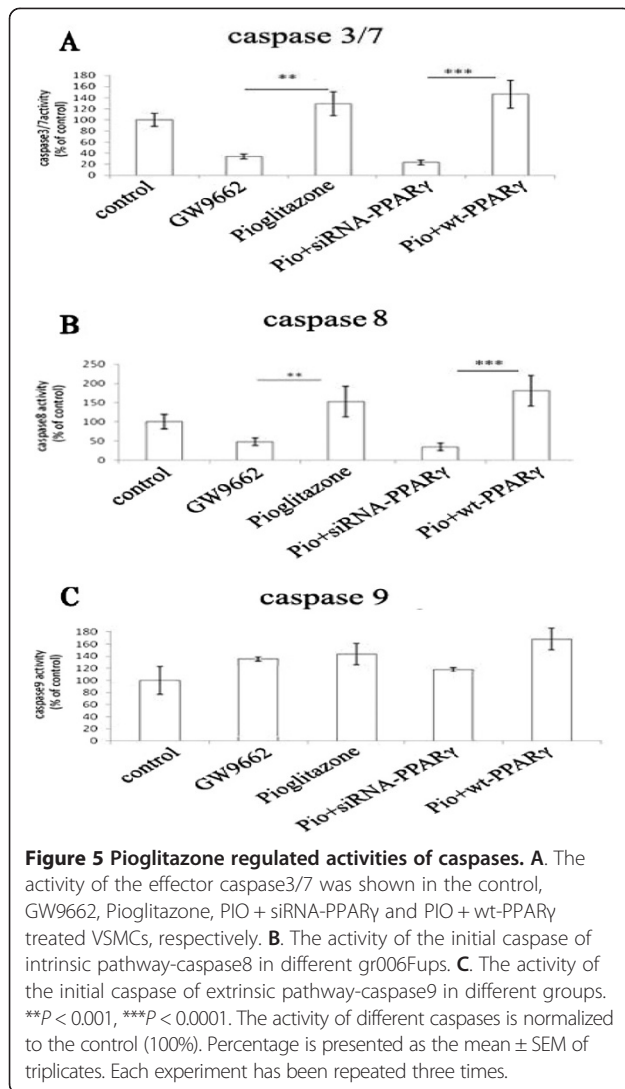 A
caspase 3/7
caspase3/7activity
(% of control)
180
160
140
120
100
80
60
40
20
0
**
***
control
GW9662
Pioglitazone
Pio+siRNA-PPARγ
Pio+wt-PPARγ
B
caspase 8
caspase8 activity
(% of control)
250
200
150
100
50
0
**
***
control
GW9662
Pioglitazone
Pio+siRNA-PPARγ
Pio+wt-PPARγ
C
caspase 9
caspase9 activity
(% of control)
180
160
140
120
100
80
60
40
20
0
control
GW9662
Pioglitazone
Pio+siRNA-PPARγ
Pio+wt-PPARγ
Figure 5 Pioglitazone regulated activities of caspases. A. The
activity of the effector caspase3/7 was shown in the control,
GW9662, Pioglitazone, PIO + siRNA-PPARγ and PIO + wt-PPARγ
treated VSMCs, respectively. B. The activity of the initial caspase of
intrinsic pathway-caspase8 in different gr006Fups. C. The activity of
the initial caspase of extrinsic pathway-caspase9 in different groups.
**P < 0.001, ***P < 0.0001. The activity of different caspases is normalized
to the control (100%). Percentage is presented as the mean ± SEM of
triplicates. Each experiment has been repeated three times.